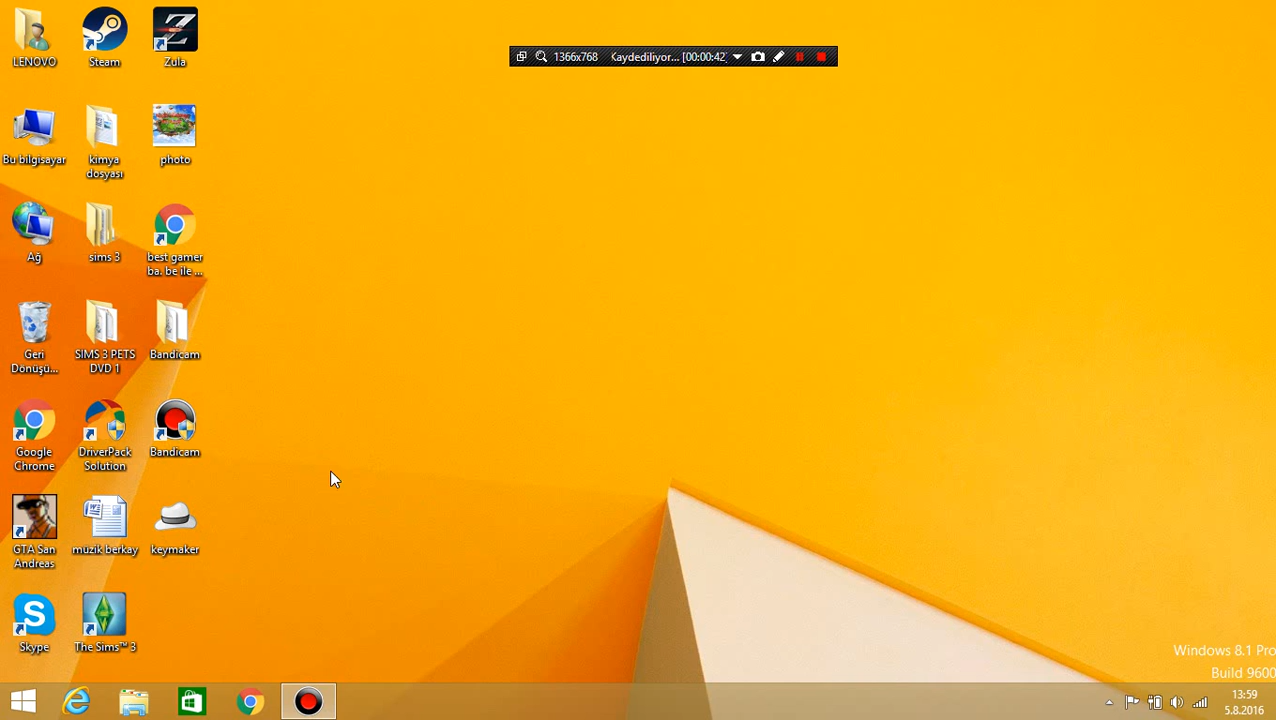 LENOVO
Steam
Zula
1366x768 Kaydediliyor... [00:00:42]
Bu bilgisayar
kimya
dosyası
photo
Ağ
sims 3
best gamer
ba. be ile ...
Geri
Dönüşü...
SIMS 3 PETS
DVD 1
Bandicam
Google
Chrome
DriverPack
Solution
Bandicam
GTA San
Andreas
müzik berkay
keymaker
Skype
The Sims™ 3
Windows 8.1 Pro
Build 9600
13:59
5.8.2016